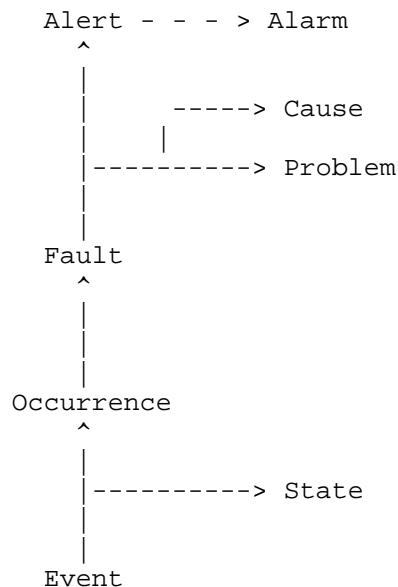 Alert - - - > Alarm
-----> Cause
----------> Problem
Fault
Occurrence
----------> State
Event